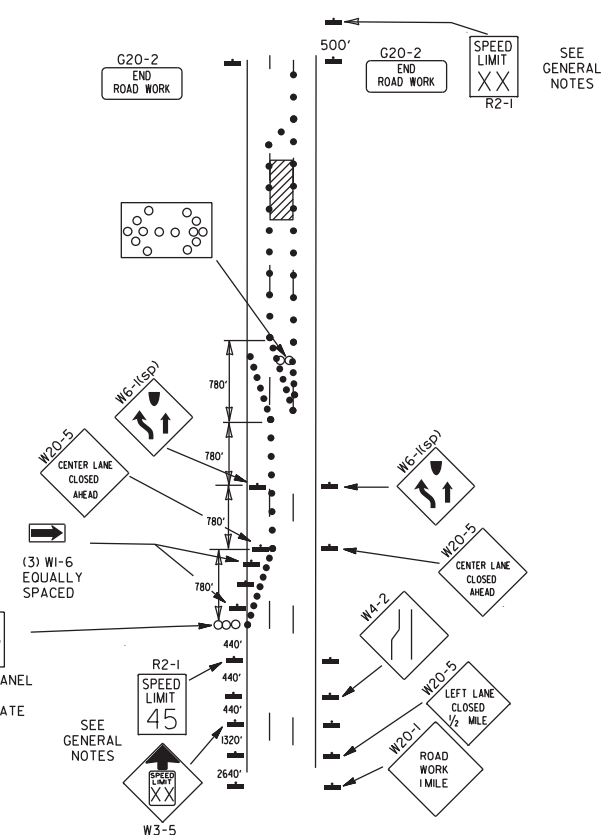 G20-2
END
ROAD WORK
500'
G20-2
END
ROAD WORK
SPEED
LIMIT
XX
R2-1
SEE
GENERAL
NOTES
W6-1(sp)
780'
W20-5
CENTER LANE
CLOSED
AHEAD
780'
W6-1(sp)
780'
(3) W1-6
EQUALLY
SPACED
780'
W20-5
CENTER LANE
CLOSED
AHEAD
W4-2
ANEL
ATE
440'
R2-1
SPEED
LIMIT
45
440'
440'
1320'
2640'
SEE
GENERAL
NOTES
SPEED
LIMIT
XX
W3-5
W20-5
LEFT LANE
CLOSED
1/2 MILE
W20-1
ROAD
WORK
1 MILE